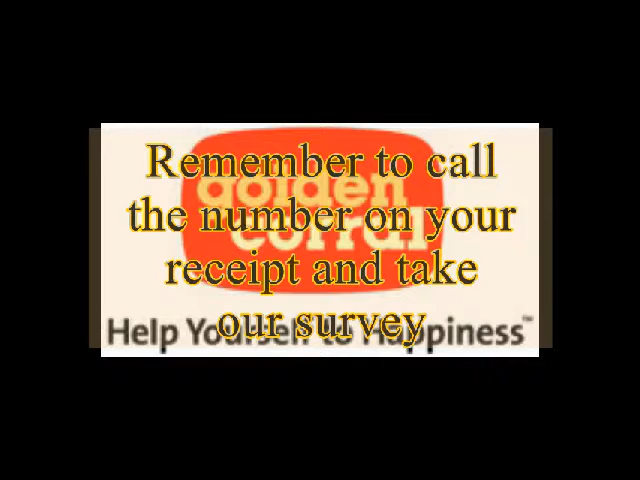 Remember to call
golden
the number on your
corral
receipt and take
our survey
Help Yourself to Happiness™